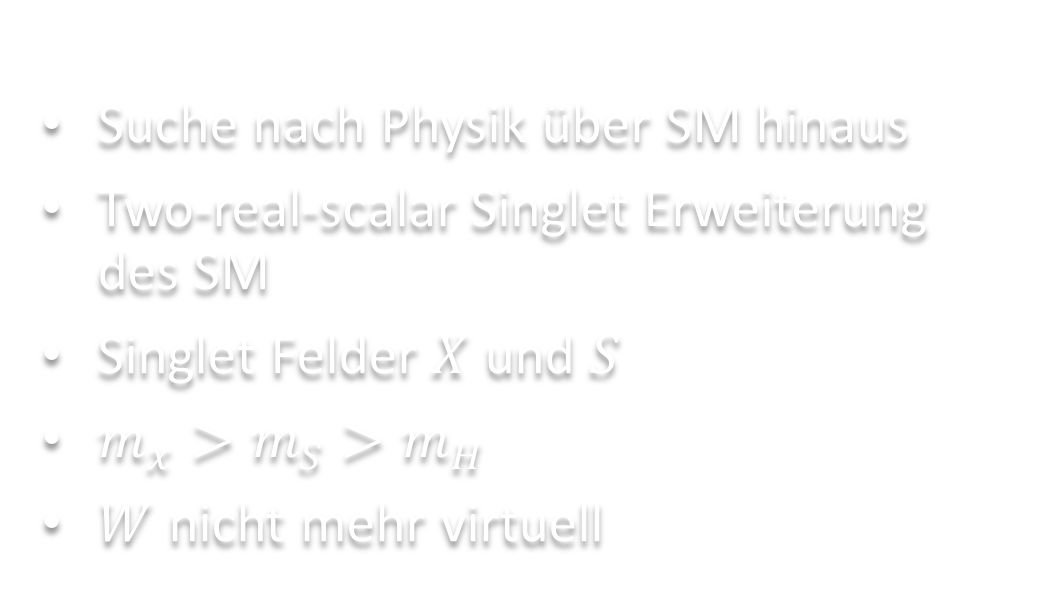 • Suche nach Physik über SM hinaus
• Two-real-scalar Singlet Erweiterung
des SM
• Singlet Felder X und S
• m_X > m_S > m_H
• W nicht mehr virtuell